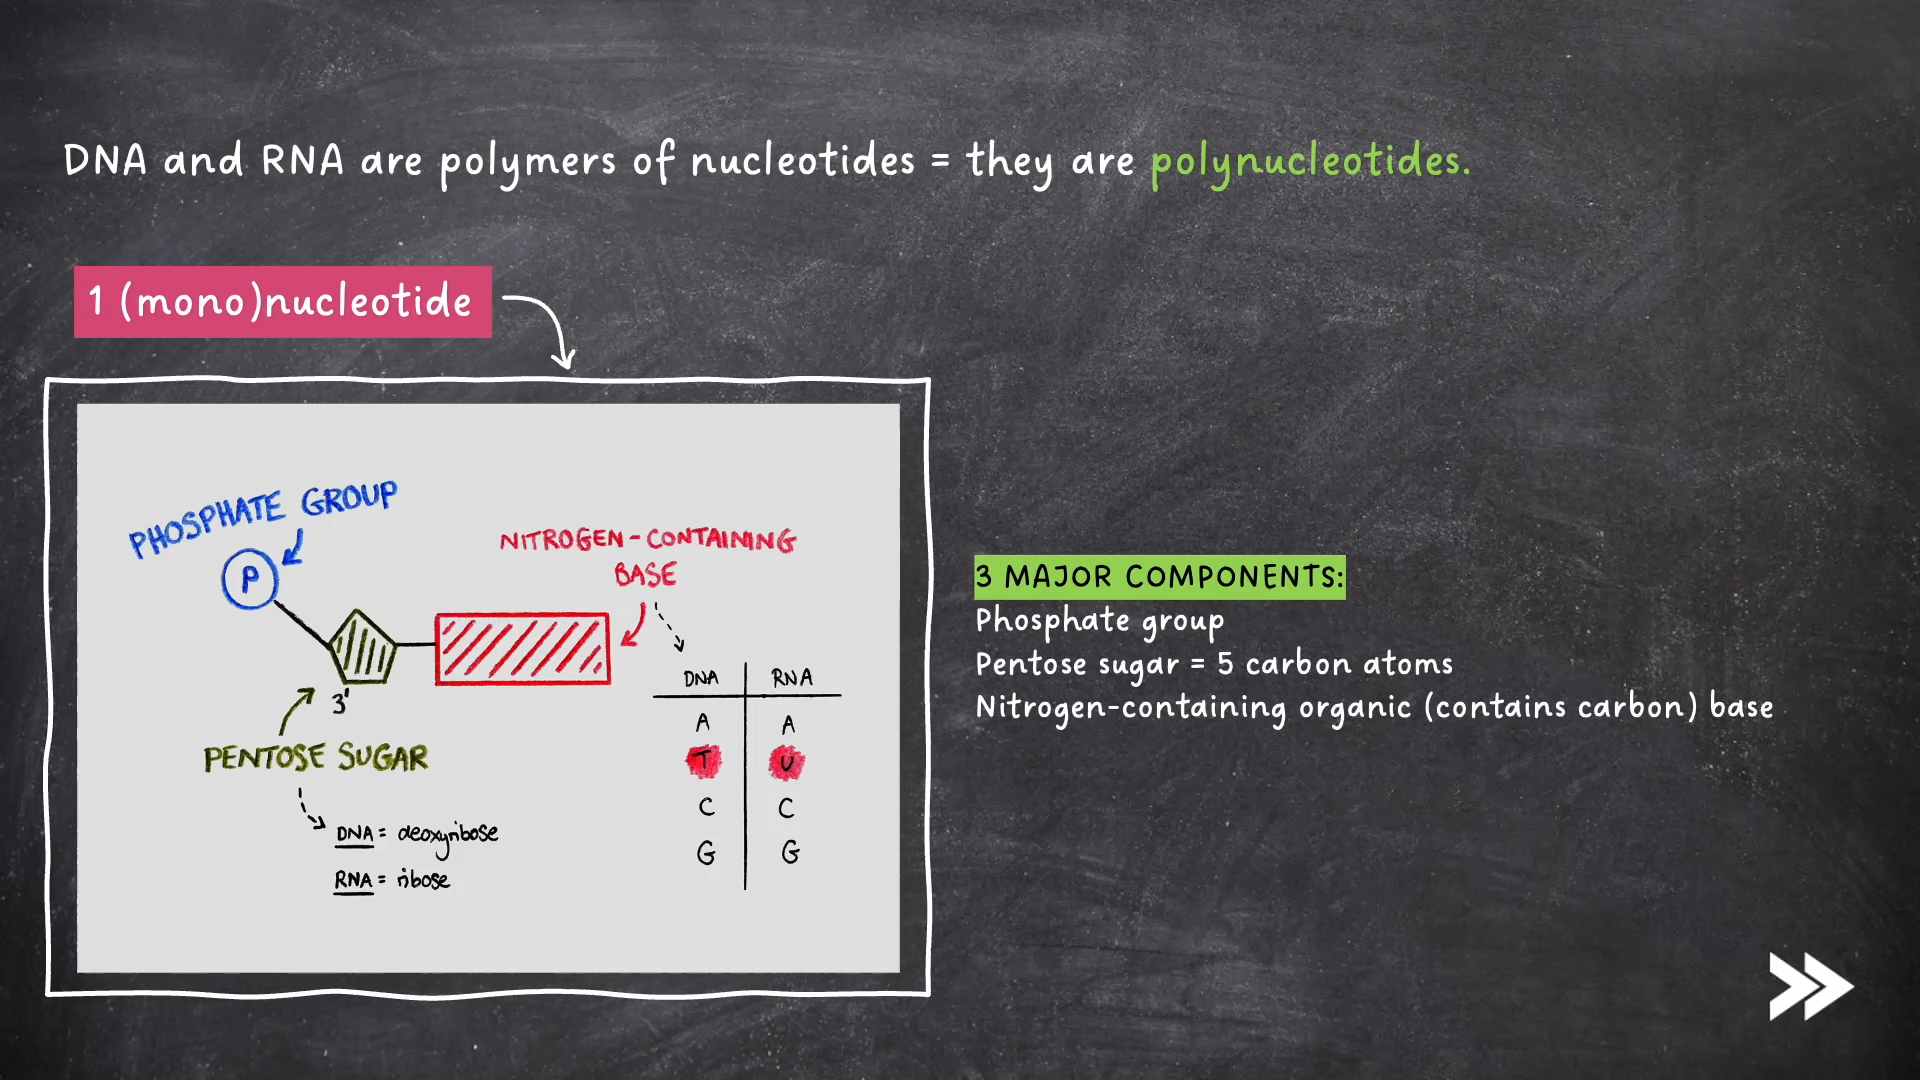 DNA and RNA are polymers of nucleotides = they are polynucleotides.
1 (mono)nucleotide
PHOSPHATE GROUP
P
NITROGEN-CONTAINING
BASE
3'
PENTOSE SUGAR
DNA = deoxyribose
RNA = ribose
DNA RNA
A A
T U
C C
G G
3 MAJOR COMPONENTS:
Phosphate group
Pentose sugar = 5 carbon atoms
Nitrogen-containing organic (contains carbon) base